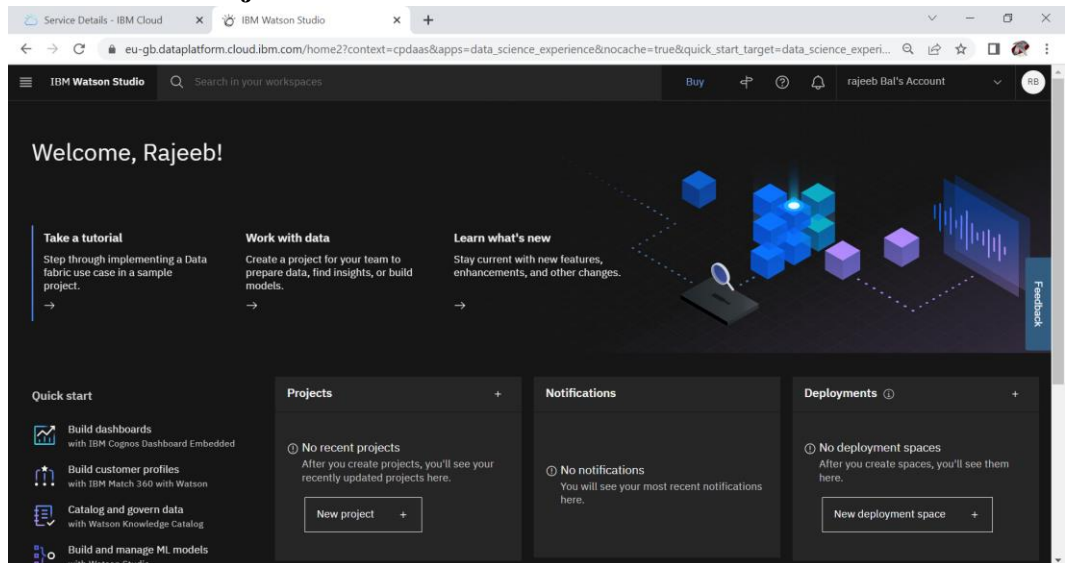 Service Details - IBM Cloud
IBM Watson Studio
eu-gb.dataplatform.cloud.ibm.com/home2?context=cpdaas&apps=data_science_experience&nocache=true&quick_start_target=data_science_experi...
IBM Watson Studio
Search in your workspaces
Buy
rajeeb Bal's Account
RB
Welcome, Rajeeb!
Take a tutorial
Step through implementing a Data
fabric use case in a sample
project.
Work with data
Create a project for your team to
prepare data, find insights, or build
models.
Learn what's new
Stay current with new features,
enhancements, and other changes.
Feedback
Quick start
Build dashboards
with IBM Cognos Dashboard Embedded
Build customer profiles
with IBM Match 360 with Watson
Catalog and govern data
with Watson Knowledge Catalog
Build and manage ML models
Projects
No recent projects
After you create projects, you'll see your
recently updated projects here.
New project +
Notifications
No notifications
You will see your most recent notifications
here.
Deployments
No deployment spaces
After you create spaces, you'll see them
here.
New deployment space +